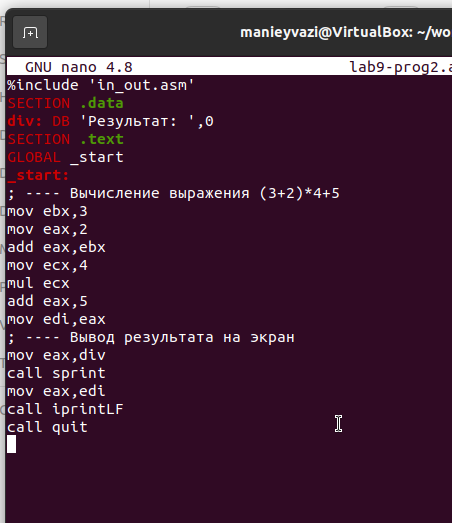 manieyvazi@VirtualBox: ~/wo
GNU nano 4.8 lab9-prog2.a
%include 'in_out.asm'
SECTION .data
div: DB 'Результат: ',0
SECTION .text
GLOBAL _start
_start:
; ---- Вычисление выражения (3+2)*4+5
mov ebx,3
mov eax,2
add eax,ebx
mov ecx,4
mul ecx
add eax,5
mov edi,eax
; ---- Вывод результата на экран
mov eax,div
call sprint
mov eax,edi
call iprintLF
call quit